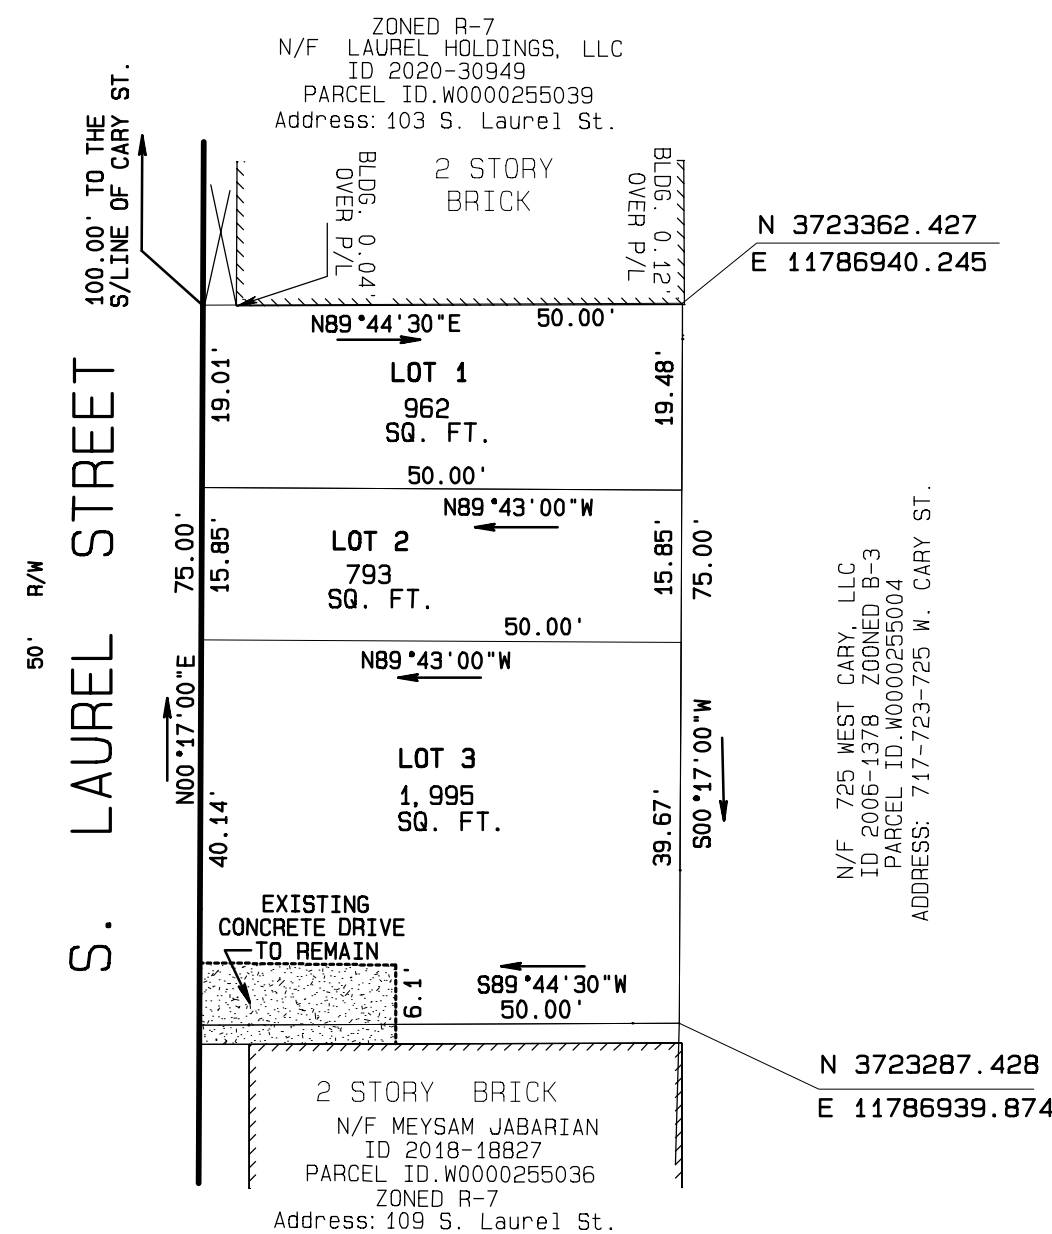 ZONED R-7
N/F LAUREL HOLDINGS, LLC
ID 2020-30949
PARCEL ID.W0000255039
Address: 103 S. Laurel St.
100.00' TO THE
S/LINE OF CARY ST.
BLDG. 0.04'
OVER P/L
2 STORY
BRICK
BLDG. 0.12'
OVER P/L
N 3723362.427
E 11786940.245
N89°44'30"E
50.00'
19.01'
LOT 1
962
SQ. FT.
19.48'
50.00'
N89°43'00"W
S. LAUREL STREET
50' R/W
75.00'
15.85'
LOT 2
793
SQ. FT.
15.85'
75.00'
50.00'
N89°43'00"W
N00°17'00"E
S00°17'00"W
LOT 3
1,995
SQ. FT.
40.14'
39.67'
N/F 725 WEST CARY, LLC
ID 2006-1378 ZOONED B-3
PARCEL ID.W0000255004
ADDRESS: 717-723-725 W. CARY ST.
EXISTING
CONCRETE DRIVE
TO REMAIN
6.1'
S89°44'30"W
50.00'
N 3723287.428
E 11786939.874
2 STORY BRICK
N/F MEYSAM JABARIAN
ID 2018-18827
PARCEL ID.W0000255036
ZONED R-7
Address: 109 S. Laurel St.